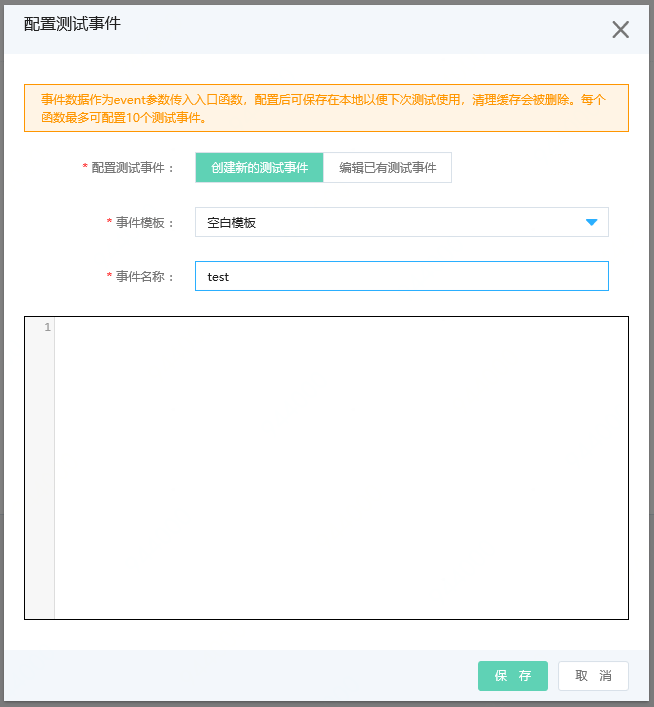 配置测试事件
事件数据作为event参数传入入口函数，配置后可保存在本地以便下次测试使用，清理缓存会被删除。每个
函数最多可配置10个测试事件。
* 配置测试事件： 创建新的测试事件 编辑已有测试事件
* 事件模板： 空白模板
* 事件名称： test
1
保 存 取 消